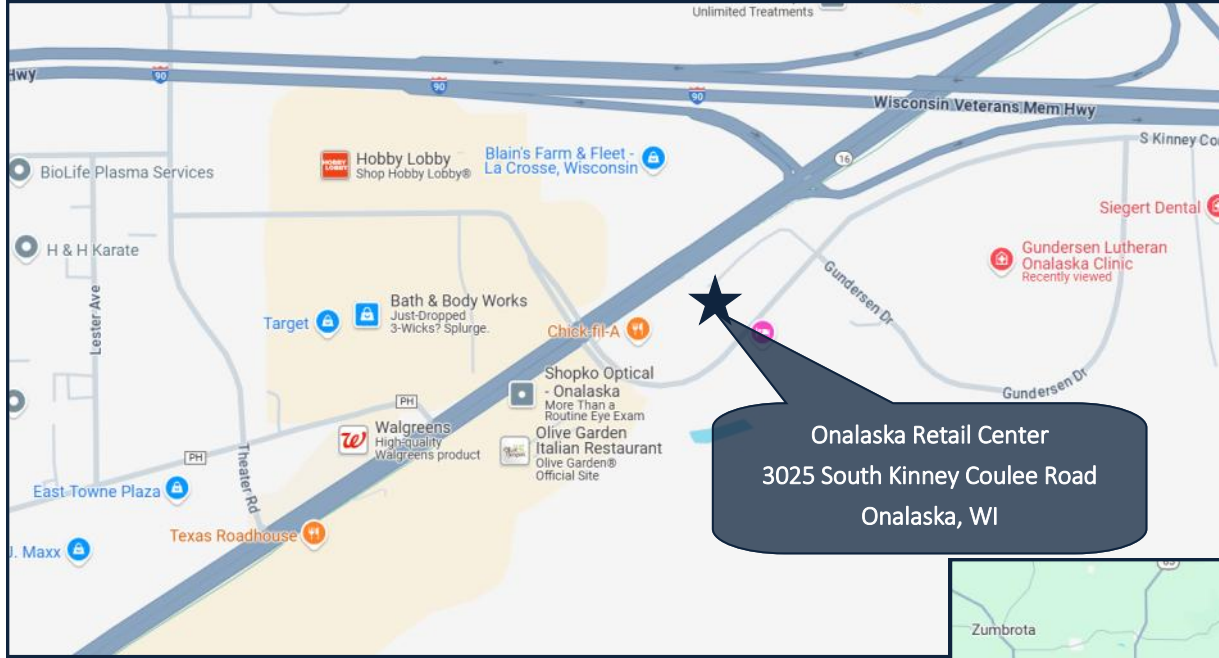 Unlimited Treatments
Hwy
90
90
90
Wisconsin Veterans Mem Hwy
16
S Kinney Co
BioLife Plasma Services
HOBBY
LOBBY
Hobby Lobby
Shop Hobby Lobby®
Blain's Farm & Fleet -
La Crosse, Wisconsin
Siegert Dental
H & H Karate
Gundersen Lutheran
Onalaska Clinic
Recently viewed
Gundersen Dr
Lester Ave
Target
Bath & Body Works
Just-Dropped
3-Wicks? Splurge.
Chick-fil-A
Shopko Optical
- Onalaska
More Than a
Routine Eye Exam
Gundersen Dr
PH
Walgreens
High-quality
Walgreens product
Olive Garden
Italian Restaurant
Olive Garden®
Official Site
PH
Theater Rd
East Towne Plaza
Texas Roadhouse
J. Maxx
Onalaska Retail Center
3025 South Kinney Coulee Road
Onalaska, WI
Zumbrota